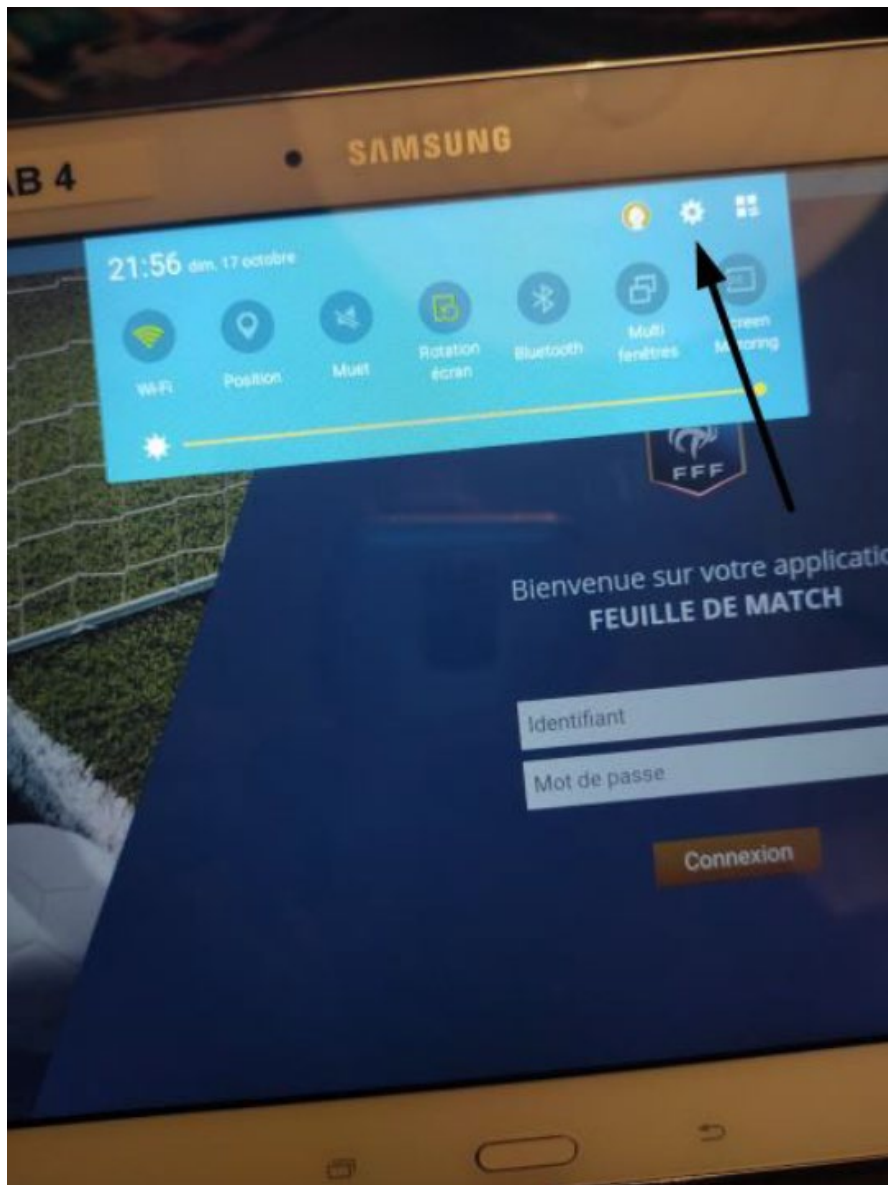 SAMSUNG
AB 4
21:56 dim. 17 octobre
Wi-Fi
Position
Muet
Rotation
écran
Bluetooth
Multi
fenêtres
Screen
Mirroring
FFF
Bienvenue sur votre applicatio
FEUILLE DE MATCH
Identifiant
Mot de passe
Connexion